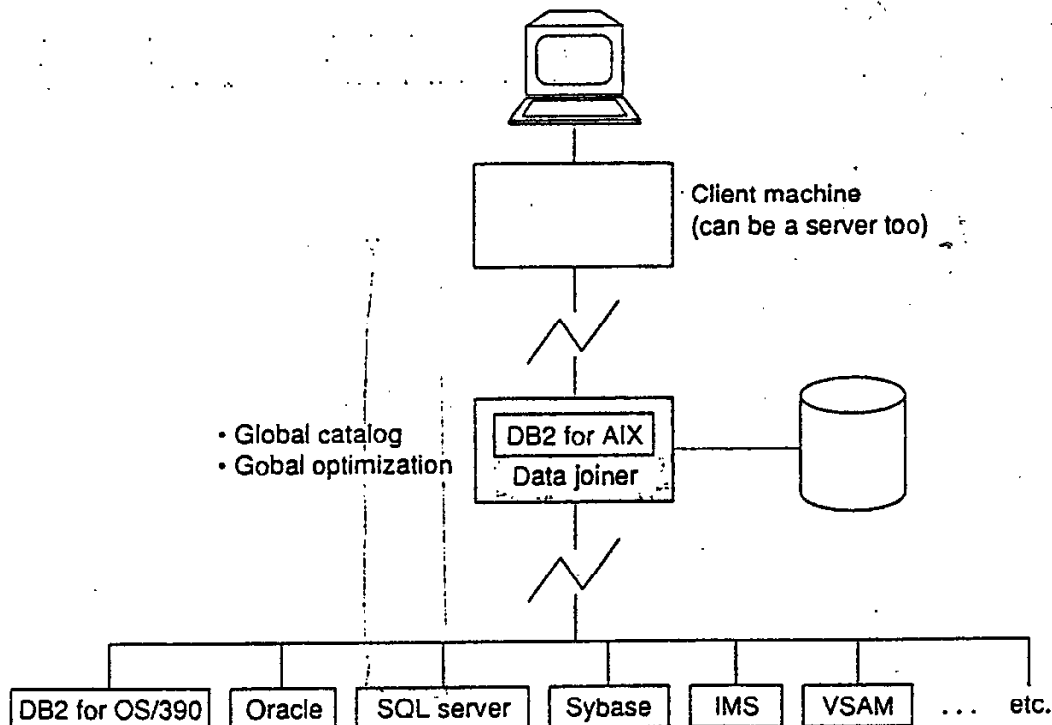 Client machine
(can be a server too)
• Global catalog
• Gobal optimization
DB2 for AIX
Data joiner
DB2 for OS/390
Oracle
SQL server
Sybase
IMS
VSAM
... etc.